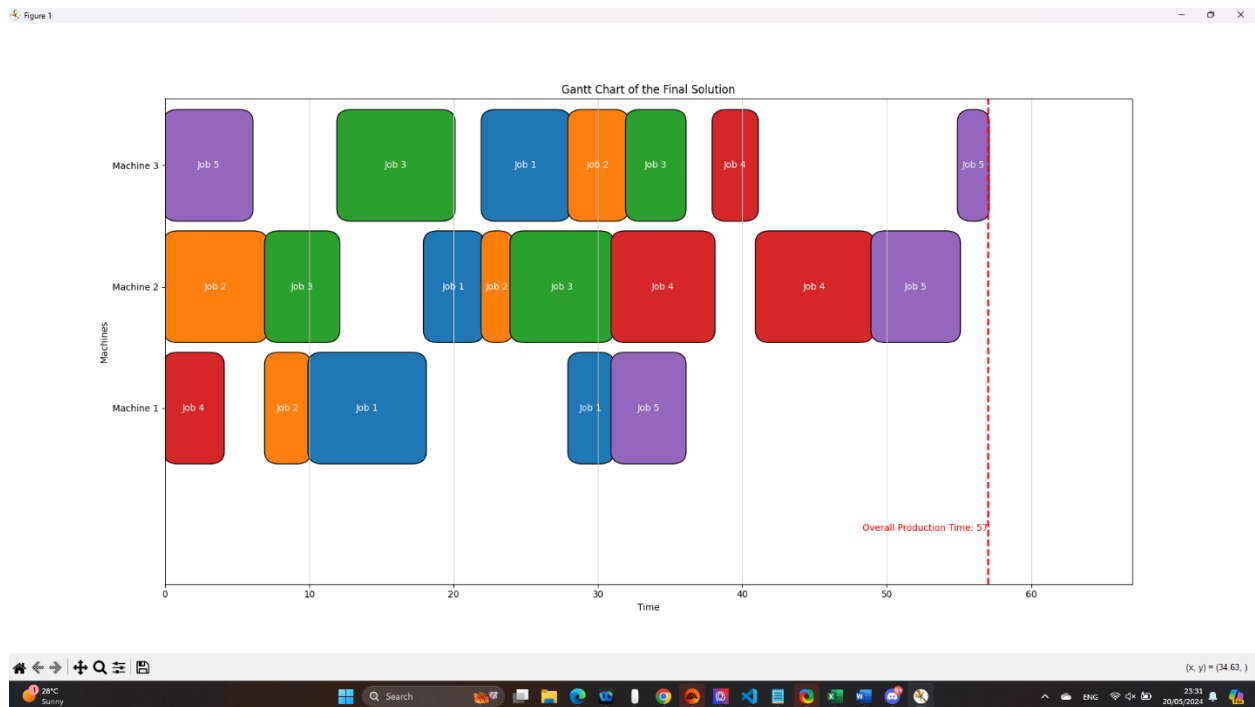 Figure 1
Gantt Chart of the Final Solution
Machine 3
Job 5
Job 3
Job 1
Job 2
Job 3
Job 4
Job 5
Machine 2
Job 2
Job 3
Job 1
Job 2
Job 3
Job 4
Job 4
Job 5
Machines
Machine 1
Job 4
Job 2
Job 1
Job 1
Job 5
Overall Production Time: 57
0 10 20 30 40 50 60
Time
(x, y) = (34.63, )
1
28°C
Sunny
Search
ENG
23:31
20/05/2024